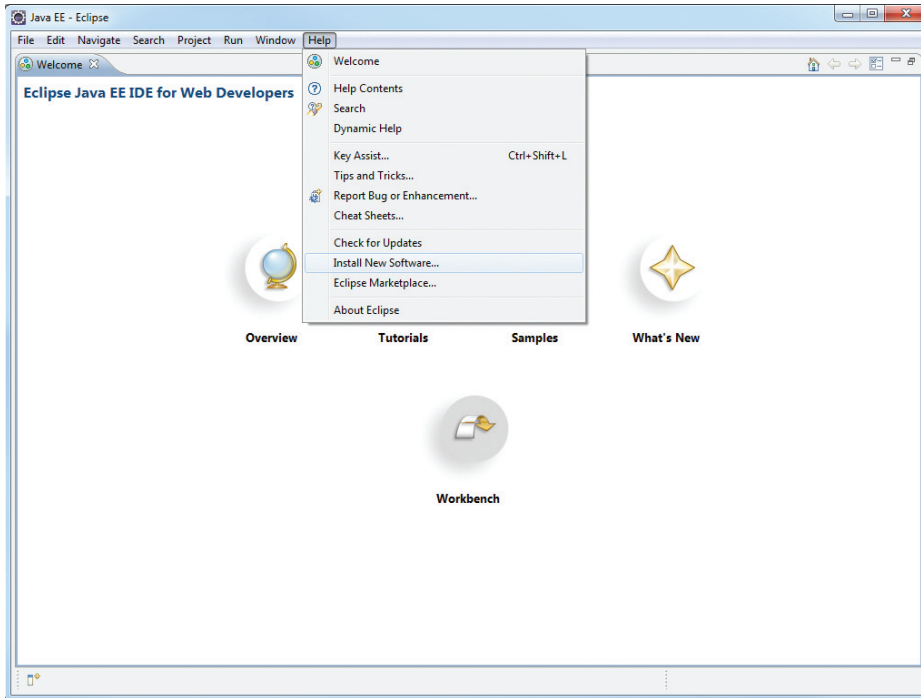 Java EE - Eclipse
File Edit Navigate Search Project Run Window Help
Welcome
Eclipse Java EE IDE for Web Developers
Welcome
Help Contents
Search
Dynamic Help
Key Assist... Ctrl+Shift+L
Tips and Tricks...
Report Bug or Enhancement...
Cheat Sheets...
Check for Updates
Install New Software...
Eclipse Marketplace...
About Eclipse
Overview Tutorials Samples What's New
Workbench